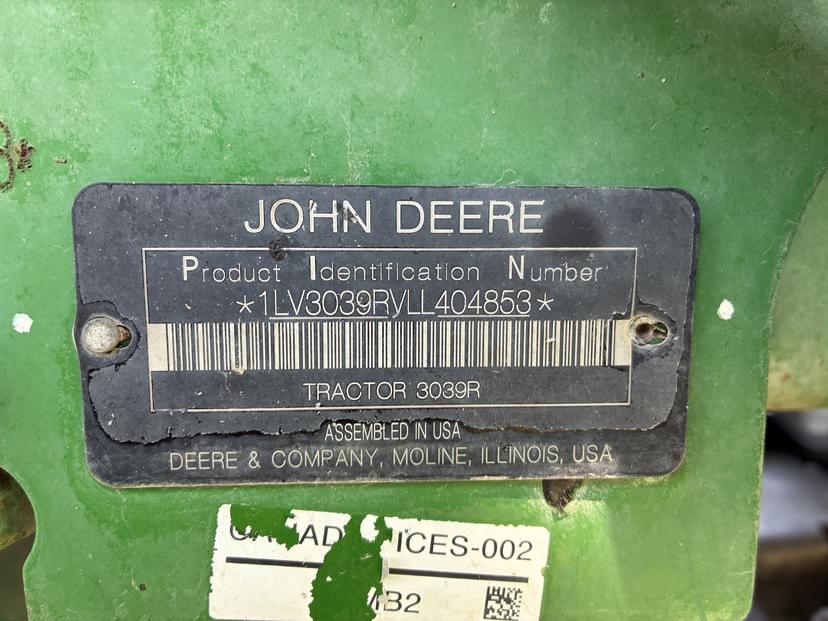 JOHN DEERE
Product Identification Number
*1LV3039RVLL404853*
TRACTOR 3039R
ASSEMBLED IN USA
DEERE & COMPANY, MOLINE, ILLINOIS, USA
ICES-002